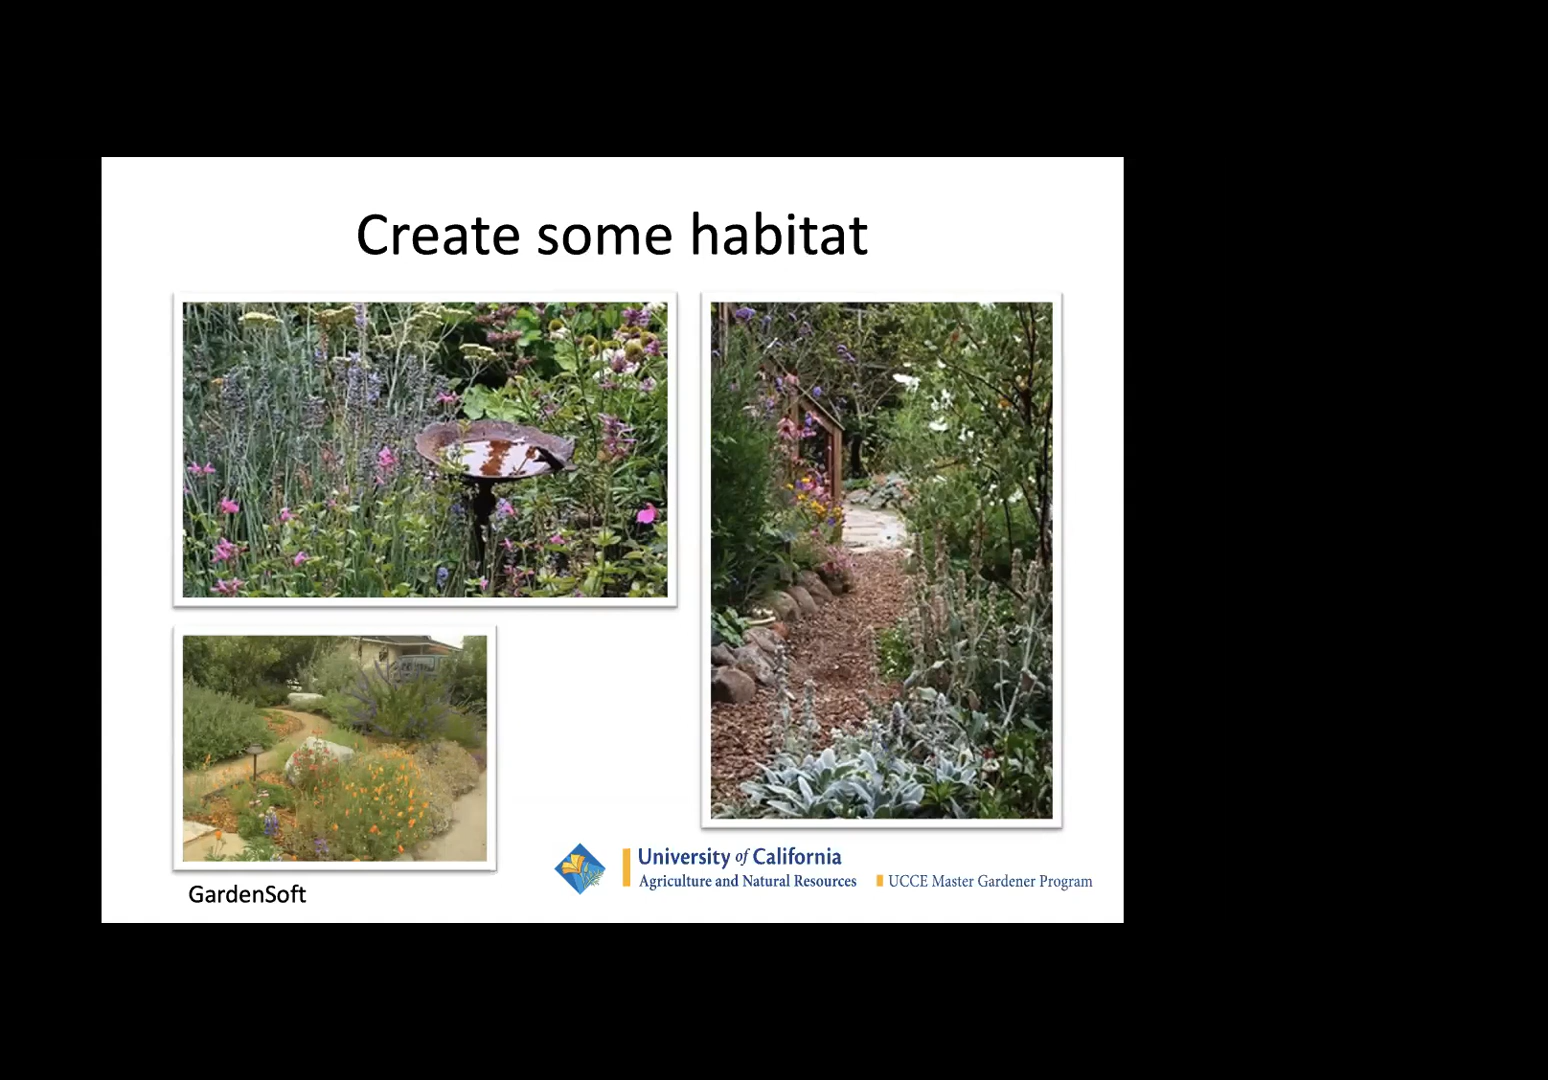 Create some habitat
GardenSoft
University of California
Agriculture and Natural Resources
UCCE Master Gardener Program